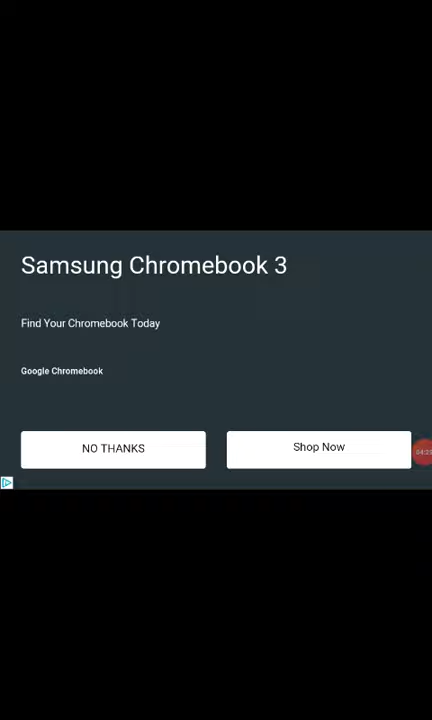 Samsung Chromebook 3
Find Your Chromebook Today
Google Chromebook
NO THANKS
Shop Now